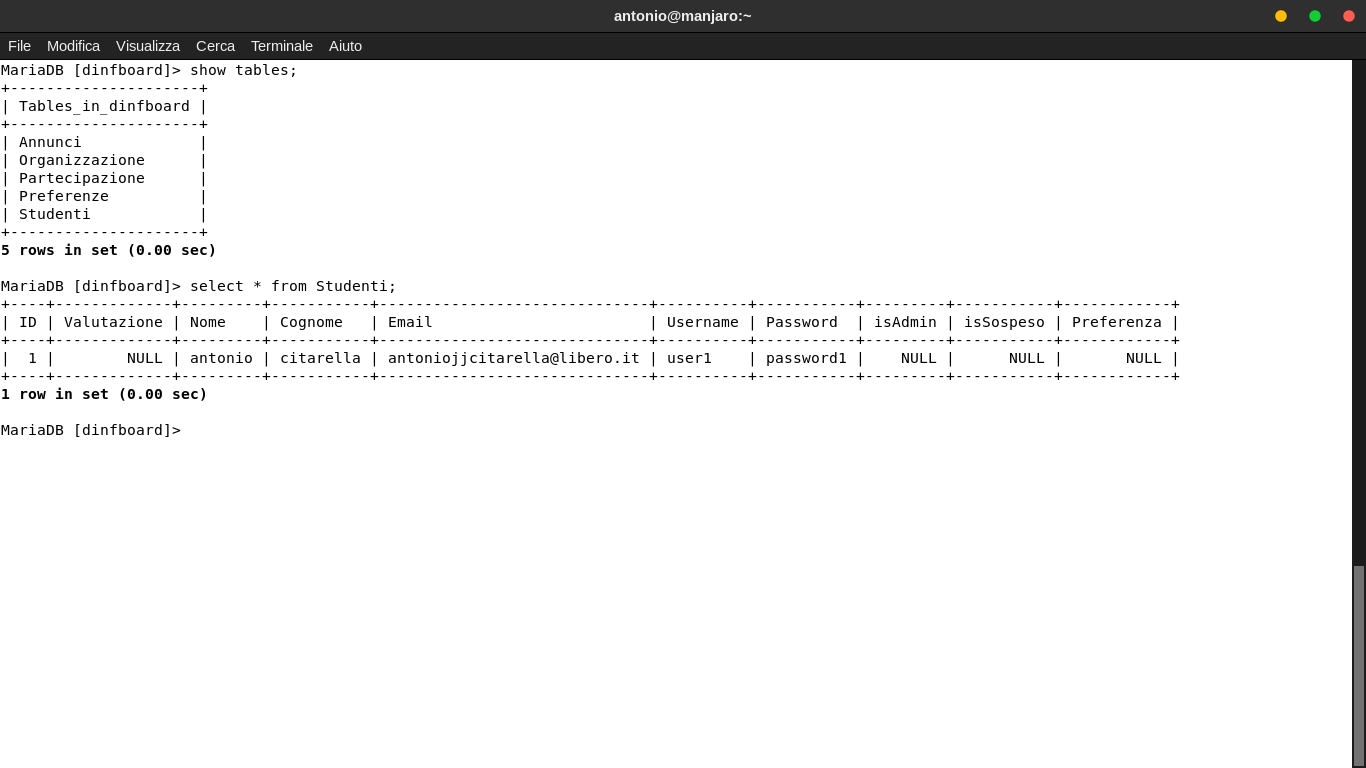 antonio@manjaro:~
File Modifica Visualizza Cerca Terminale Aiuto
MariaDB [dinfboard]> show tables;
+---------------------+
| Tables_in_dinfboard |
+---------------------+
| Annunci             |
| Organizzazione      |
| Partecipazione      |
| Preferenze          |
| Studenti            |
+---------------------+
5 rows in set (0.00 sec)
MariaDB [dinfboard]> select * from Studenti;
+----+-------------+---------+-----------+------------------------------+----------+-----------+---------+-----------+------------+
| ID | Valutazione | Nome    | Cognome   | Email                        | Username | Password  | isAdmin | isSospeso | Preferenza |
+----+-------------+---------+-----------+------------------------------+----------+-----------+---------+-----------+------------+
|  1 |        NULL | antonio | citarella | antoniojjcitarella@libero.it | user1    | password1 |    NULL |      NULL |       NULL |
+----+-------------+---------+-----------+------------------------------+----------+-----------+---------+-----------+------------+
1 row in set (0.00 sec)
MariaDB [dinfboard]>